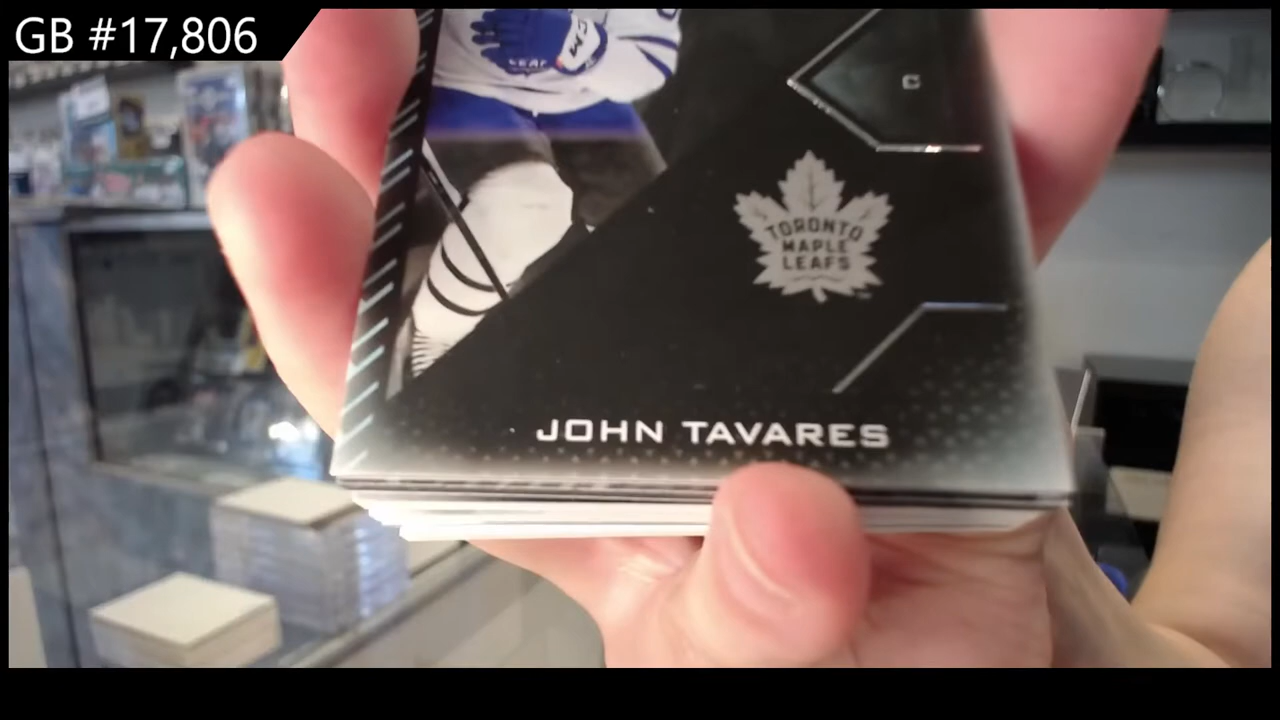 GB #17,806
C
TORONTO
MAPLE
LEAFS
JOHN TAVARES